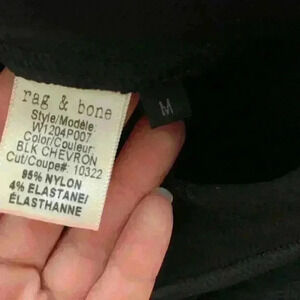 rag & bone
Style/Modèle:
W1204P007
Color/Couleur:
BLK CHEVRON
Cut/Coupe#: 10322
95% NYLON
4% ELASTANE/
ÉLASTHANNE
M